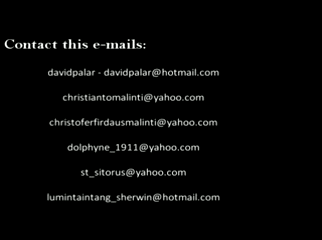 Contact this e-mails:
davidpalar - davidpalar@hotmail.com
christiantomalinti@yahoo.com
christoferfirdausmalinti@yahoo.com
dolphyne_1911@yahoo.com
st_sitorus@yahoo.com
lumintaintang_sherwin@hotmail.com